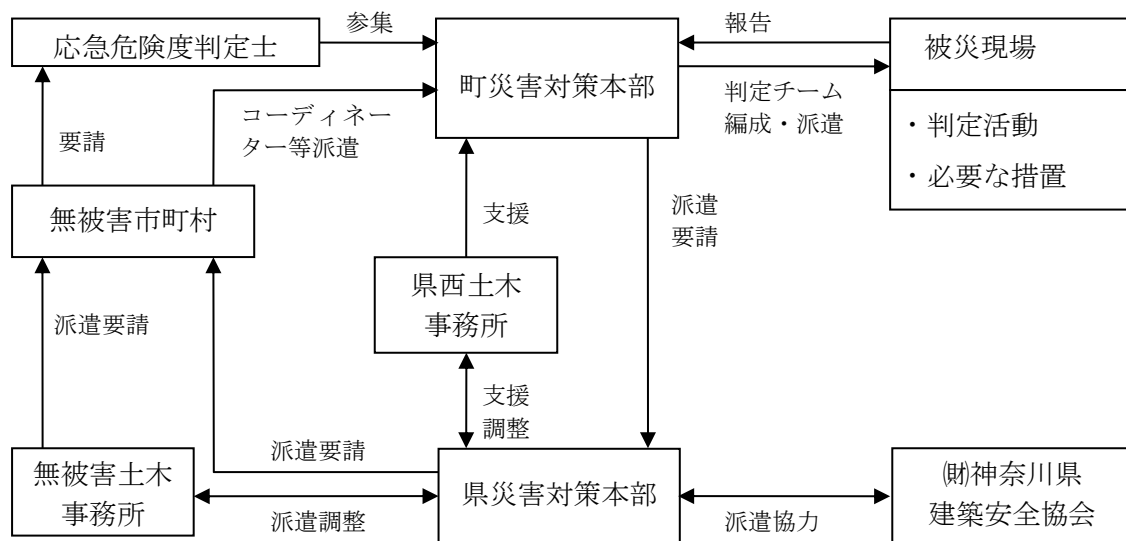 応急危険度判定士
参集
町災害対策本部
報告
被災現場
判定チーム
編成・派遣
・判定活動
・必要な措置
要請
コーディネー
ター等派遣
無被害市町村
支援
派遣
要請
県西土木
事務所
派遣要請
支援
調整
派遣要請
無被害土木
事務所
派遣調整
県災害対策本部
派遣協力
㈶神奈川県
建築安全協会